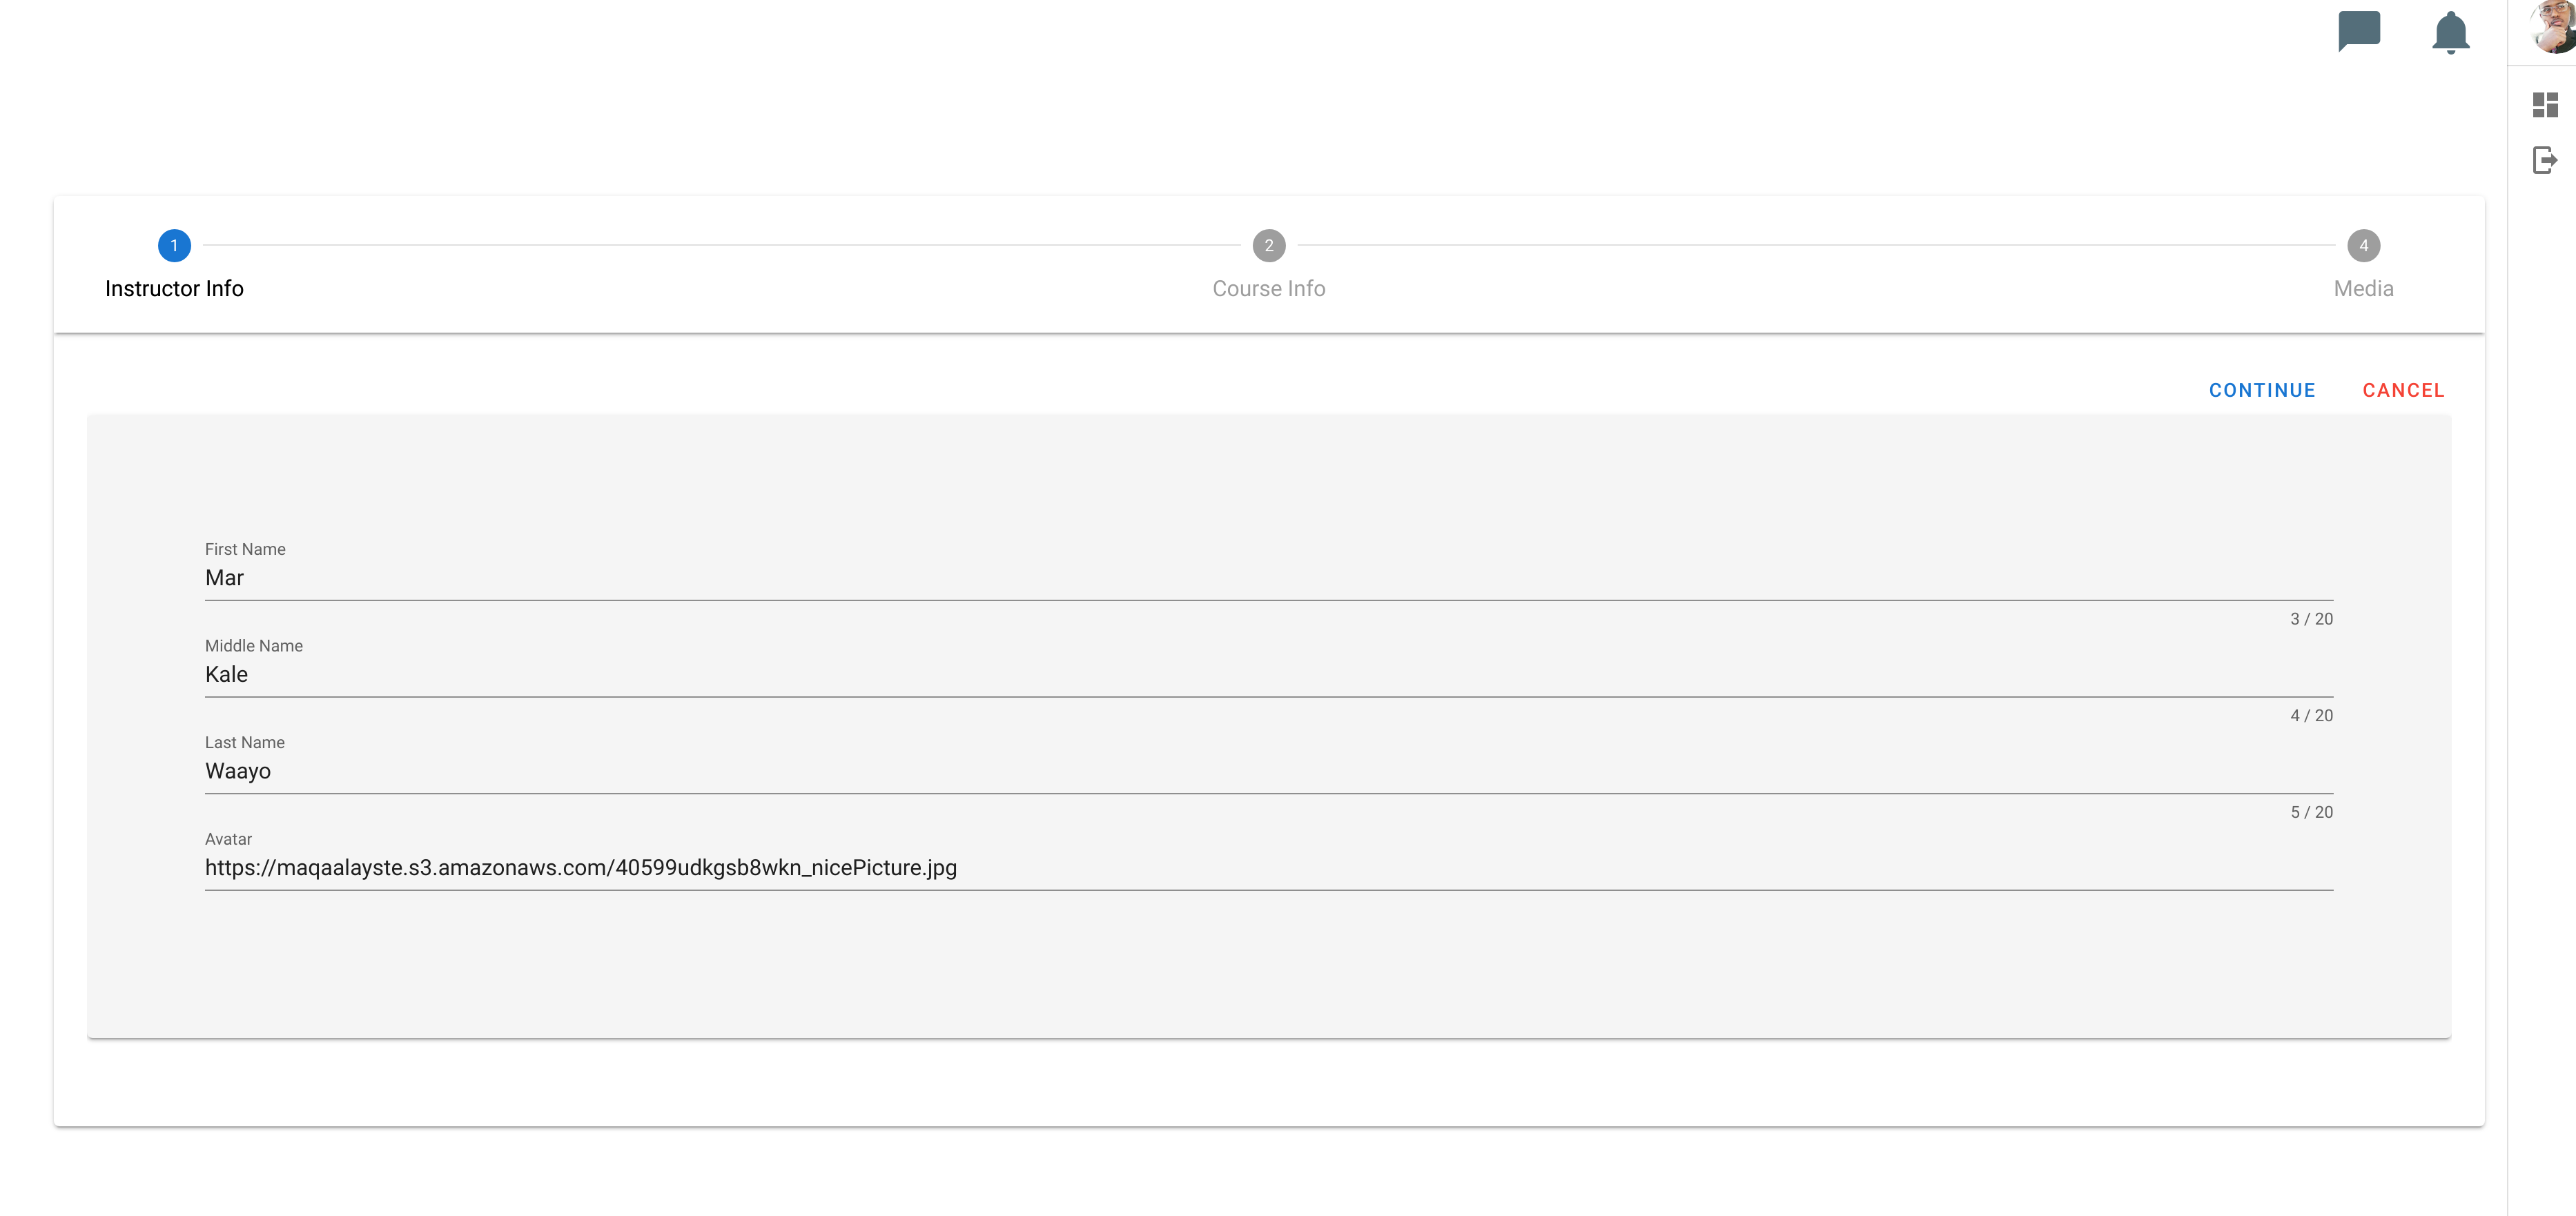 1
2
4
Instructor Info
Course Info
Media
CONTINUE
CANCEL
First Name
Mar
3 / 20
Middle Name
Kale
4 / 20
Last Name
Waayo
5 / 20
Avatar
https://maqaalayste.s3.amazonaws.com/40599udkgsb8wkn_nicePicture.jpg